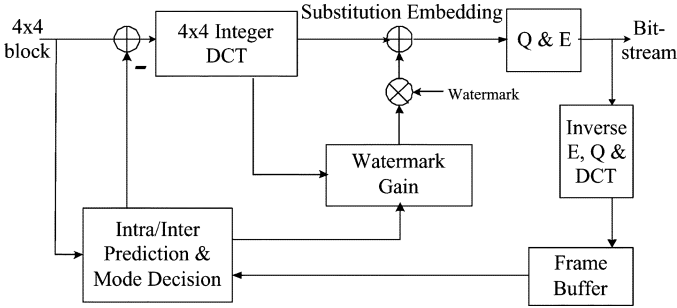 Substitution Embedding
4x4
block
4x4 Integer
DCT
Q & E
Bit-
stream
-
Watermark
Inverse
E, Q &
DCT
Watermark
Gain
Intra/Inter
Prediction &
Mode Decision
Frame
Buffer